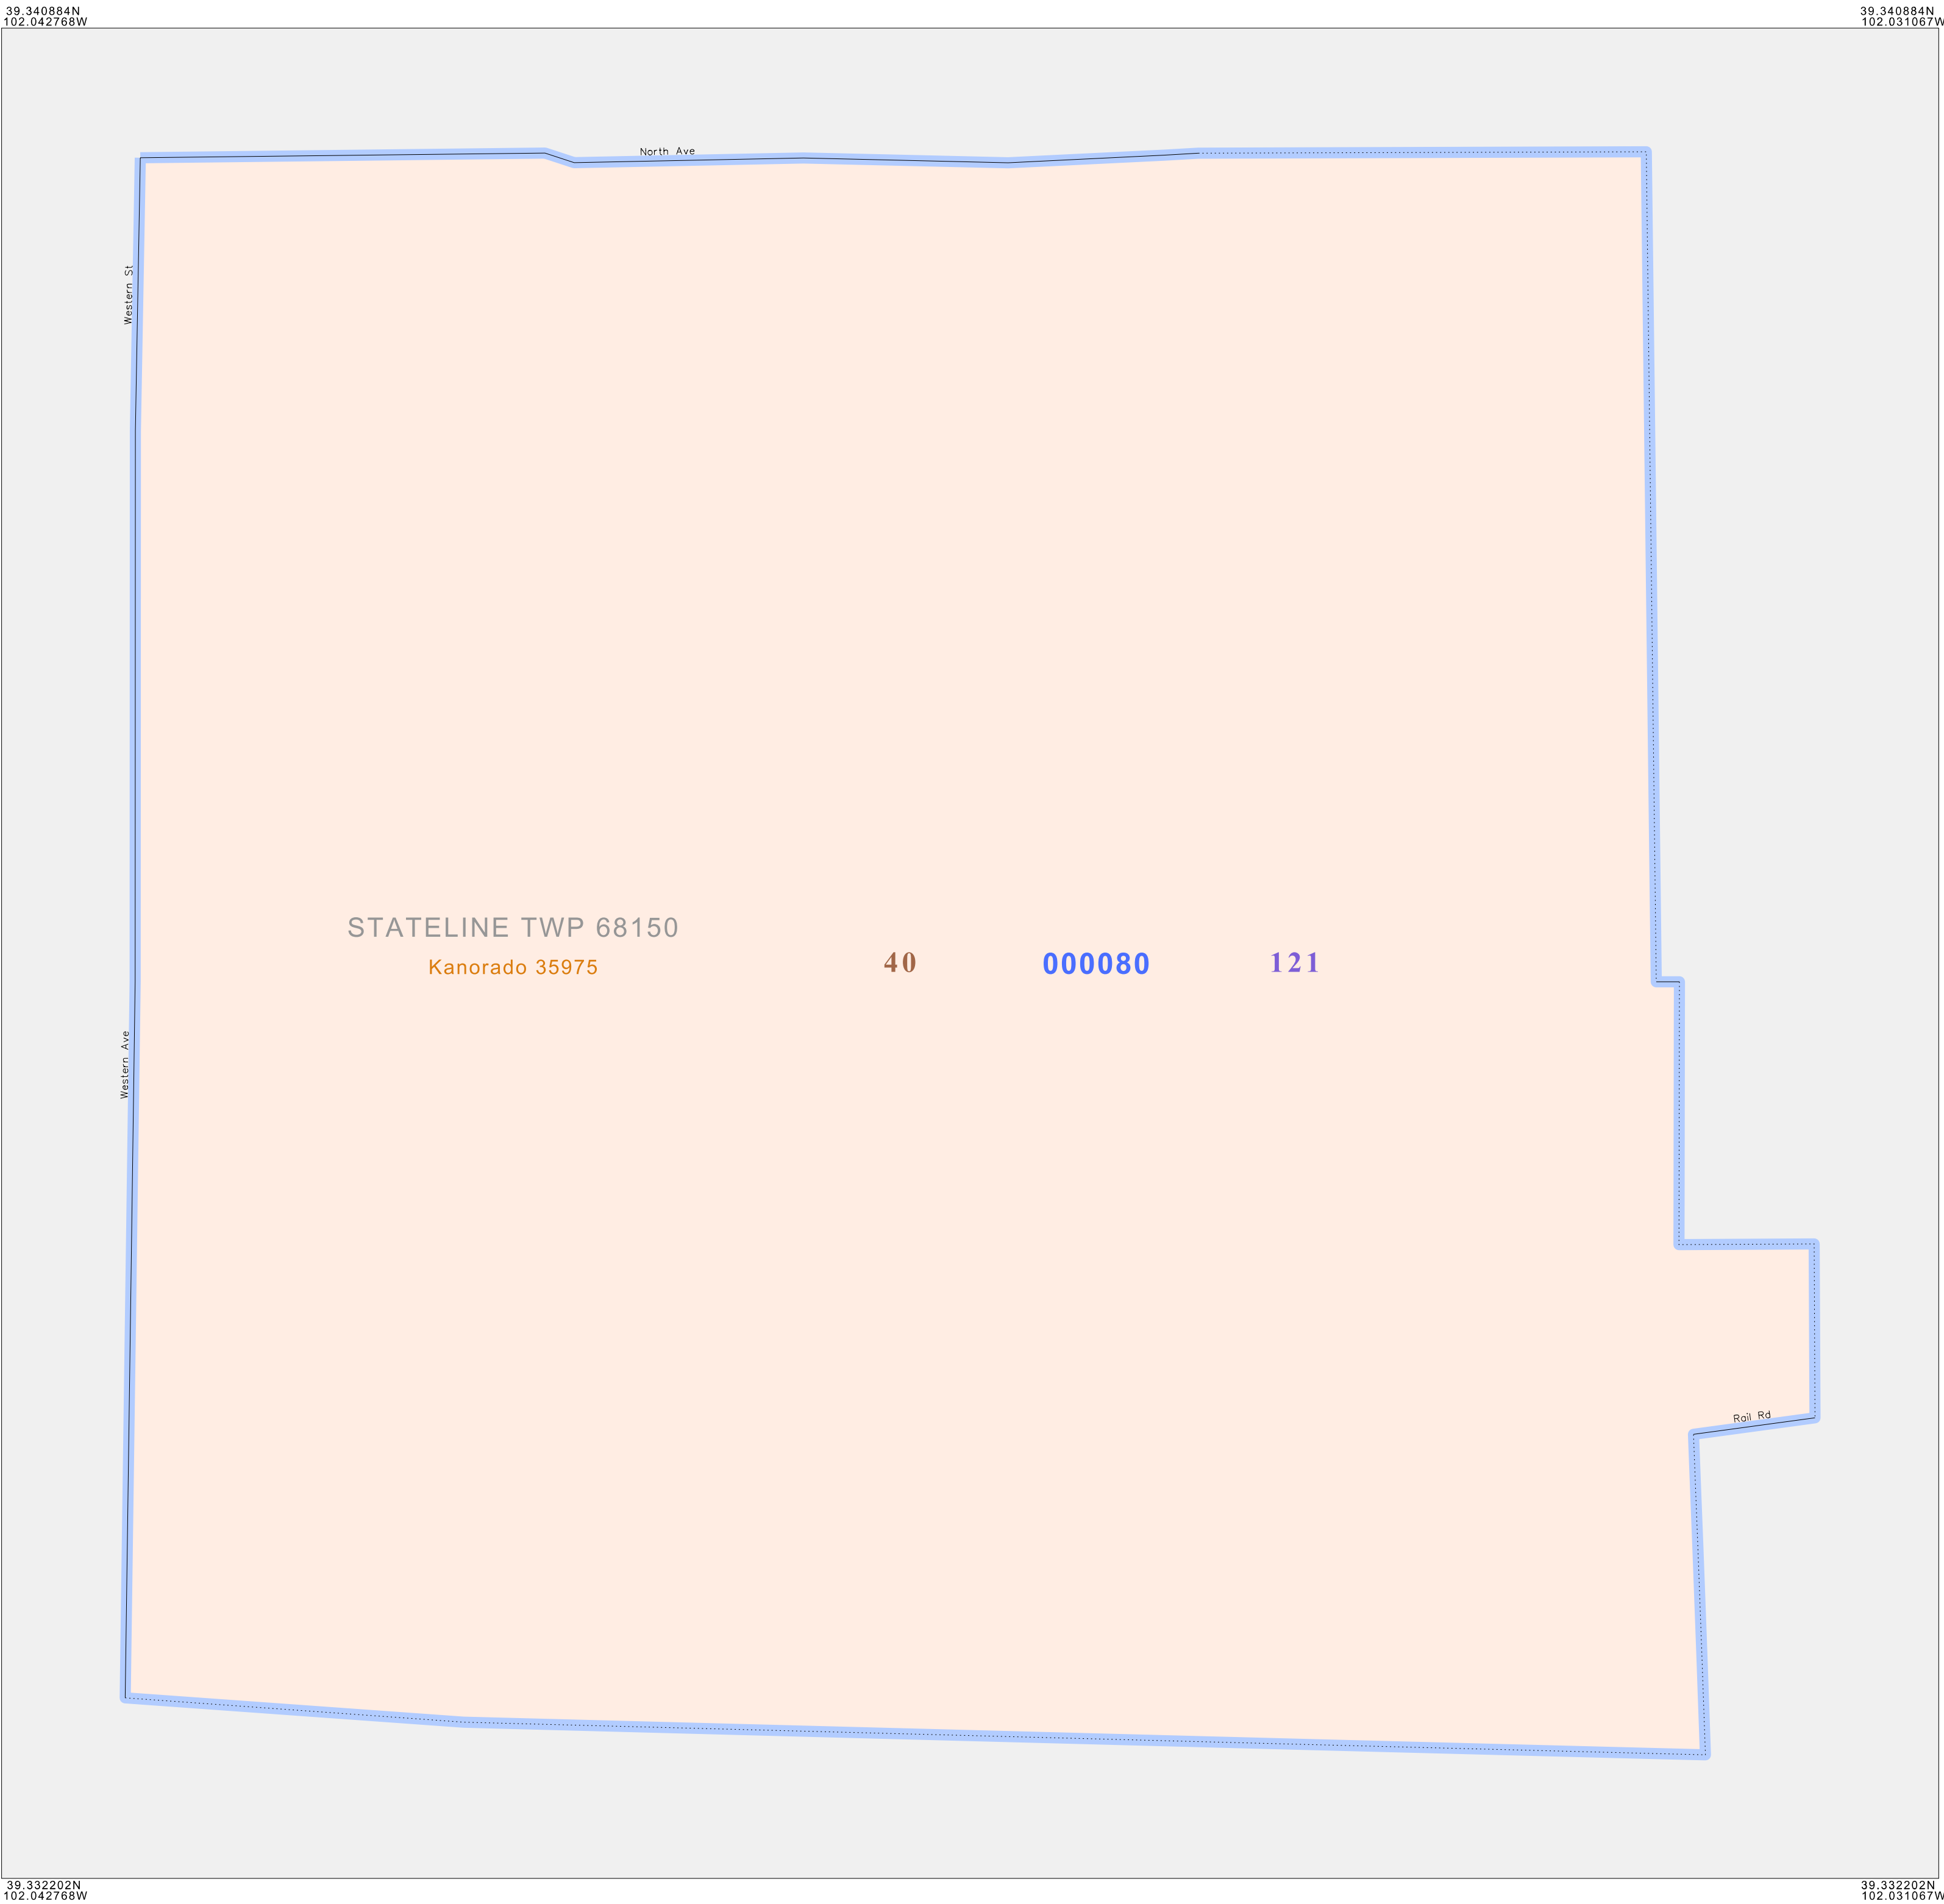 39.340884N
102.042768W
39.340884N
102.031067W
North Ave
Western St
STATELINE TWP 68150
Kanorado 35975
40
000080
121
Western Ave
Rail Rd
39.332202N
102.042768W
39.332202N
102.031067W